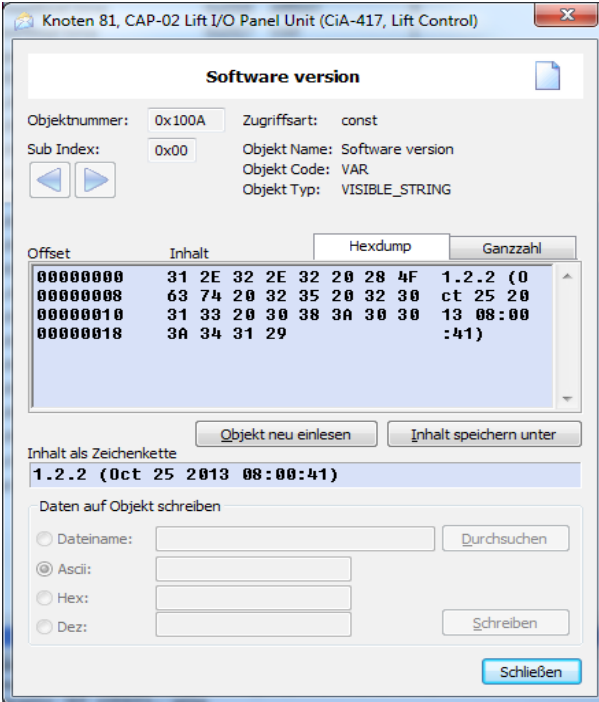 Knoten 81, CAP-02 Lift I/O Panel Unit (CiA-417, Lift Control)
Software version
Objektnummer: 0x100A Zugriffsart: const
Sub Index: 0x00 Objekt Name: Software version
Objekt Code: VAR
Objekt Typ: VISIBLE_STRING
Offset Inhalt Hexdump Ganzzahl
00000000 31 2E 32 2E 32 20 28 4F 1.2.2 (O
00000008 63 74 20 32 35 20 32 30 ct 25 20
00000010 31 33 20 30 38 3A 30 30 13 08:00
00000018 3A 34 31 29 :41)
Objekt neu einlesen Inhalt speichern unter
Inhalt als Zeichenkette
1.2.2 (Oct 25 2013 08:00:41)
Daten auf Objekt schreiben
Dateiname: Durchsuchen
Ascii:
Hex:
Dez: Schreiben
Schließen